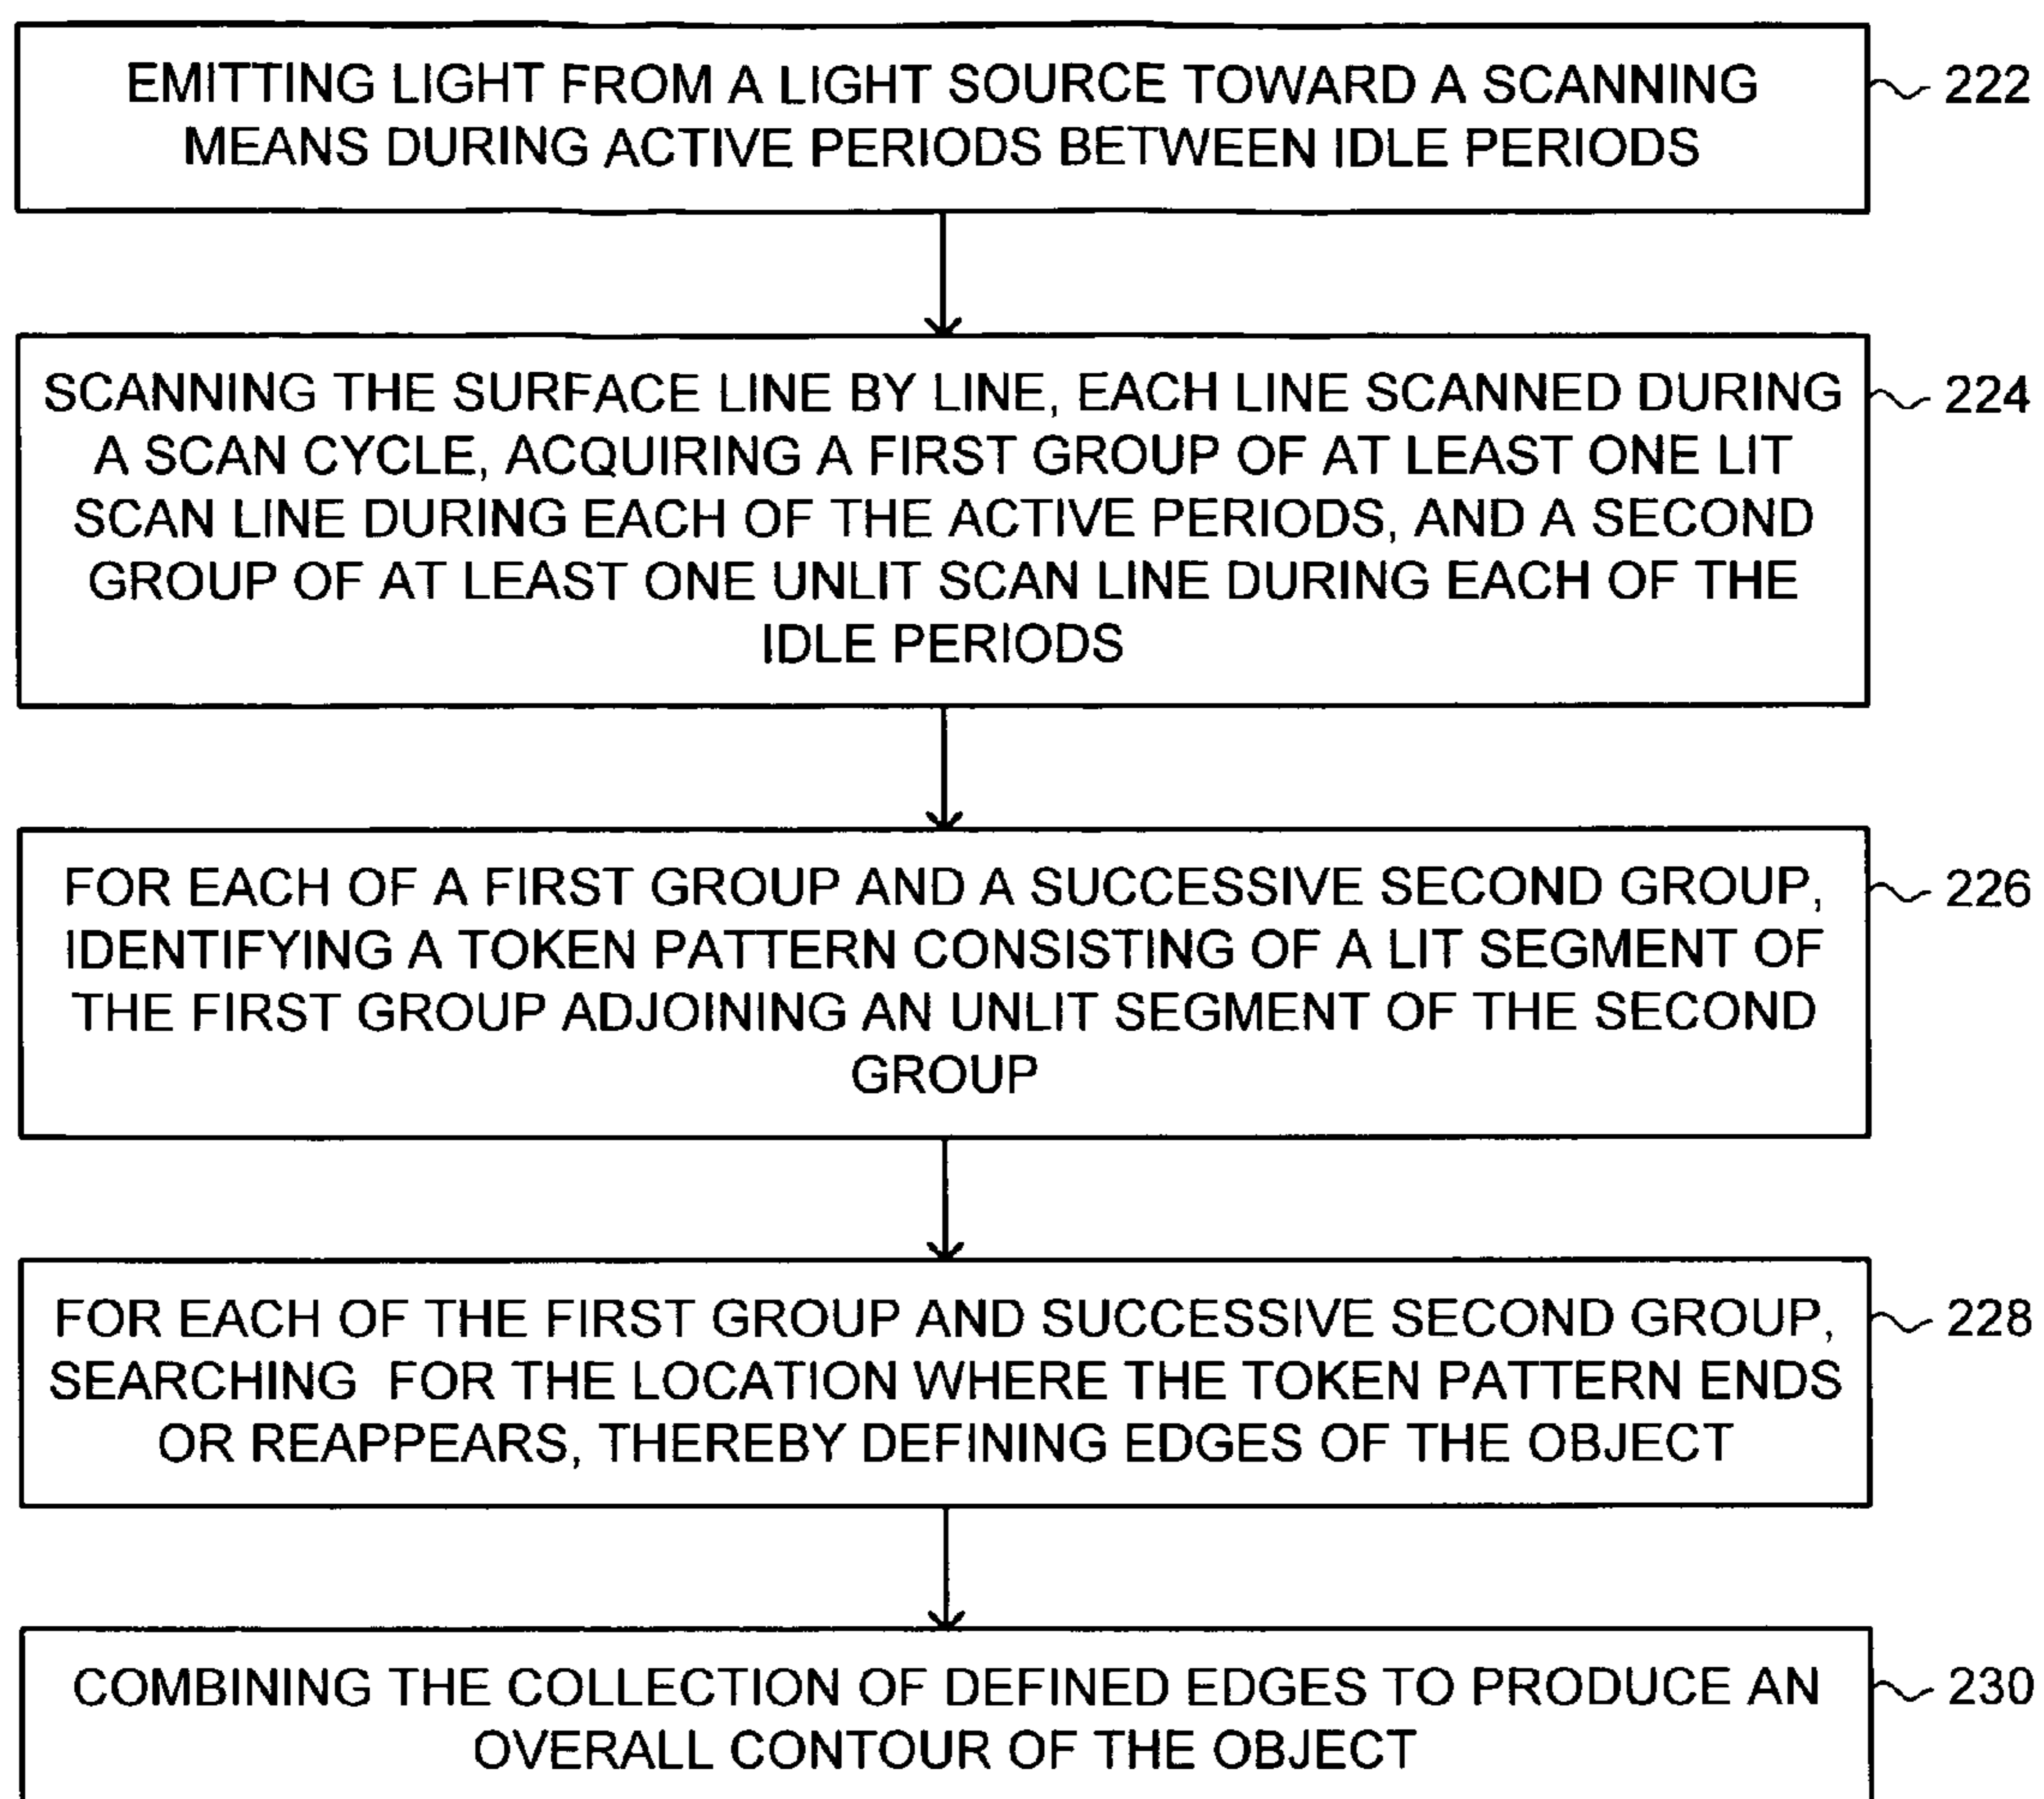 EMITTING LIGHT FROM A LIGHT SOURCE TOWARD A SCANNING
MEANS DURING ACTIVE PERIODS BETWEEN IDLE PERIODS
222
SCANNING THE SURFACE LINE BY LINE, EACH LINE SCANNED DURING
A SCAN CYCLE, ACQUIRING A FIRST GROUP OF AT LEAST ONE LIT
SCAN LINE DURING EACH OF THE ACTIVE PERIODS, AND A SECOND
GROUP OF AT LEAST ONE UNLIT SCAN LINE DURING EACH OF THE
IDLE PERIODS
224
FOR EACH OF A FIRST GROUP AND A SUCCESSIVE SECOND GROUP,
IDENTIFYING A TOKEN PATTERN CONSISTING OF A LIT SEGMENT OF
THE FIRST GROUP ADJOINING AN UNLIT SEGMENT OF THE SECOND
GROUP
226
FOR EACH OF THE FIRST GROUP AND SUCCESSIVE SECOND GROUP,
SEARCHING FOR THE LOCATION WHERE THE TOKEN PATTERN ENDS
OR REAPPEARS, THEREBY DEFINING EDGES OF THE OBJECT
228
COMBINING THE COLLECTION OF DEFINED EDGES TO PRODUCE AN
OVERALL CONTOUR OF THE OBJECT
230